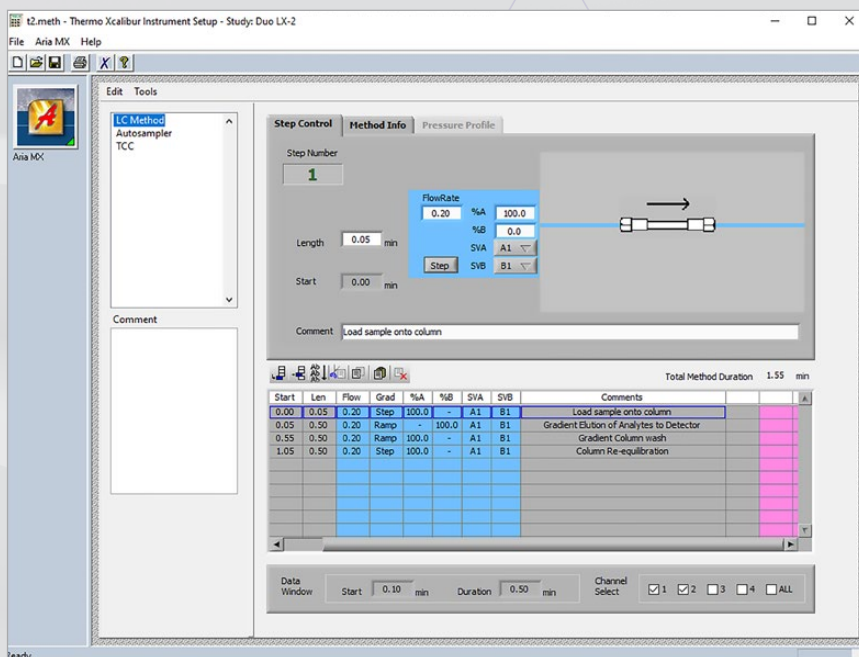 t2.meth - Thermo Xcalibur Instrument Setup - Study: Duo LX-2
File Aria MX Help
Edit Tools
Aria MX
LC Method
Autosampler
TCC
Comment
Step Control Method Info Pressure Profile
Step Number
1
FlowRate
0.20 %A 100.0
%B 0.0
Length 0.05 min
SVA A1
Step SVB B1
Start 0.00 min
Comment Load sample onto column
Total Method Duration 1.55 min
Start Len Flow Grad %A %B SVA SVB Comments
0.00 0.05 0.20 Step 100.0 - A1 B1 Load sample onto column
0.05 0.50 0.20 Ramp - 100.0 A1 B1 Gradient Elution of Analytes to Detector
0.55 0.50 0.20 Ramp 100.0 - A1 B1 Gradient Column wash
1.05 0.50 0.20 Step 100.0 - A1 B1 Column Re-equilibration
Data Window Start 0.10 min Duration 0.50 min Channel Select 1 2 3 4 ALL
Ready